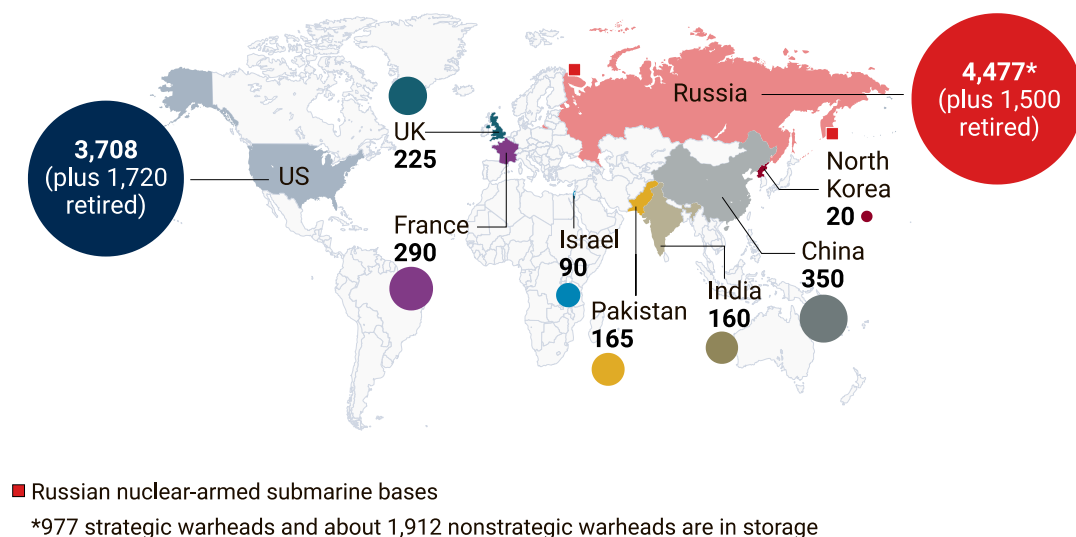 3,708
(plus 1,720
retired)
US
UK
225
France
290
Israel
90
Pakistan
165
India
160
China
350
North
Korea
20
Russia
4,477*
(plus 1,500
retired)
Russian nuclear-armed submarine bases
*977 strategic warheads and about 1,912 nonstrategic warheads are in storage